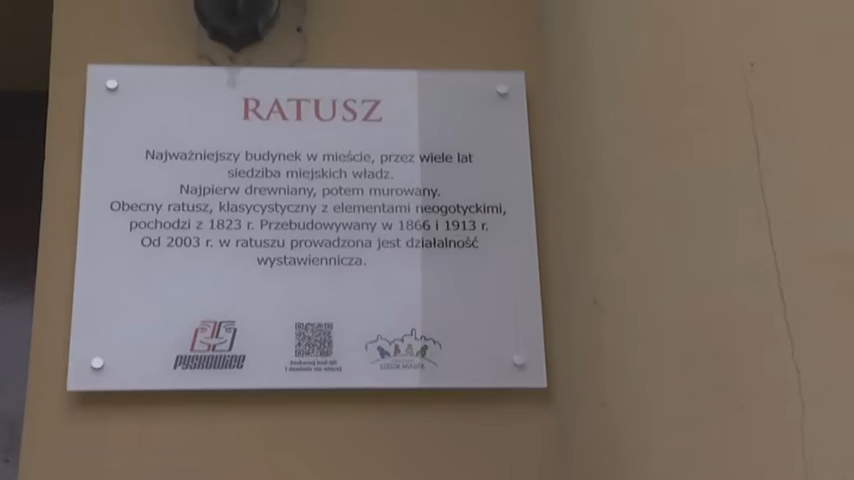 RATUSZ
Najważniejszy budynek w mieście, przez wiele lat
siedziba miejskich władz.
Najpierw drewniany, potem murowany.
Obecny ratusz, klasycystyczny z elementami neogotyckimi,
pochodzi z 1823 r. Przebudowywany w 1866 i 1913 r.
Od 2003 r. w ratuszu prowadzona jest działalność
wystawiennicza.
PYSKOWICE